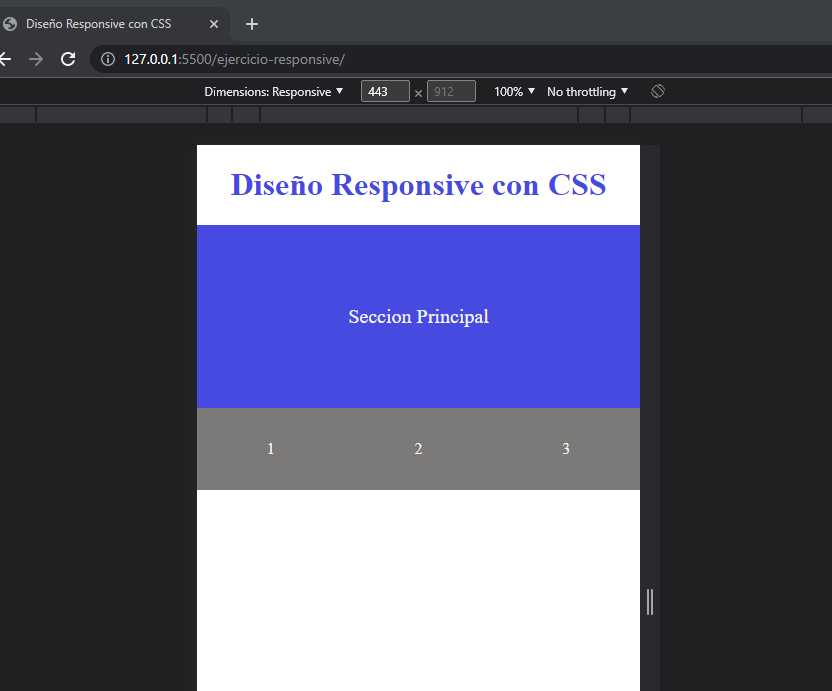 Diseño Responsive con CSS
127.0.0.1:5500/ejercicio-responsive/
Dimensions: Responsive 443 × 912 100% No throttling
Diseño Responsive con CSS
Seccion Principal
1 2 3